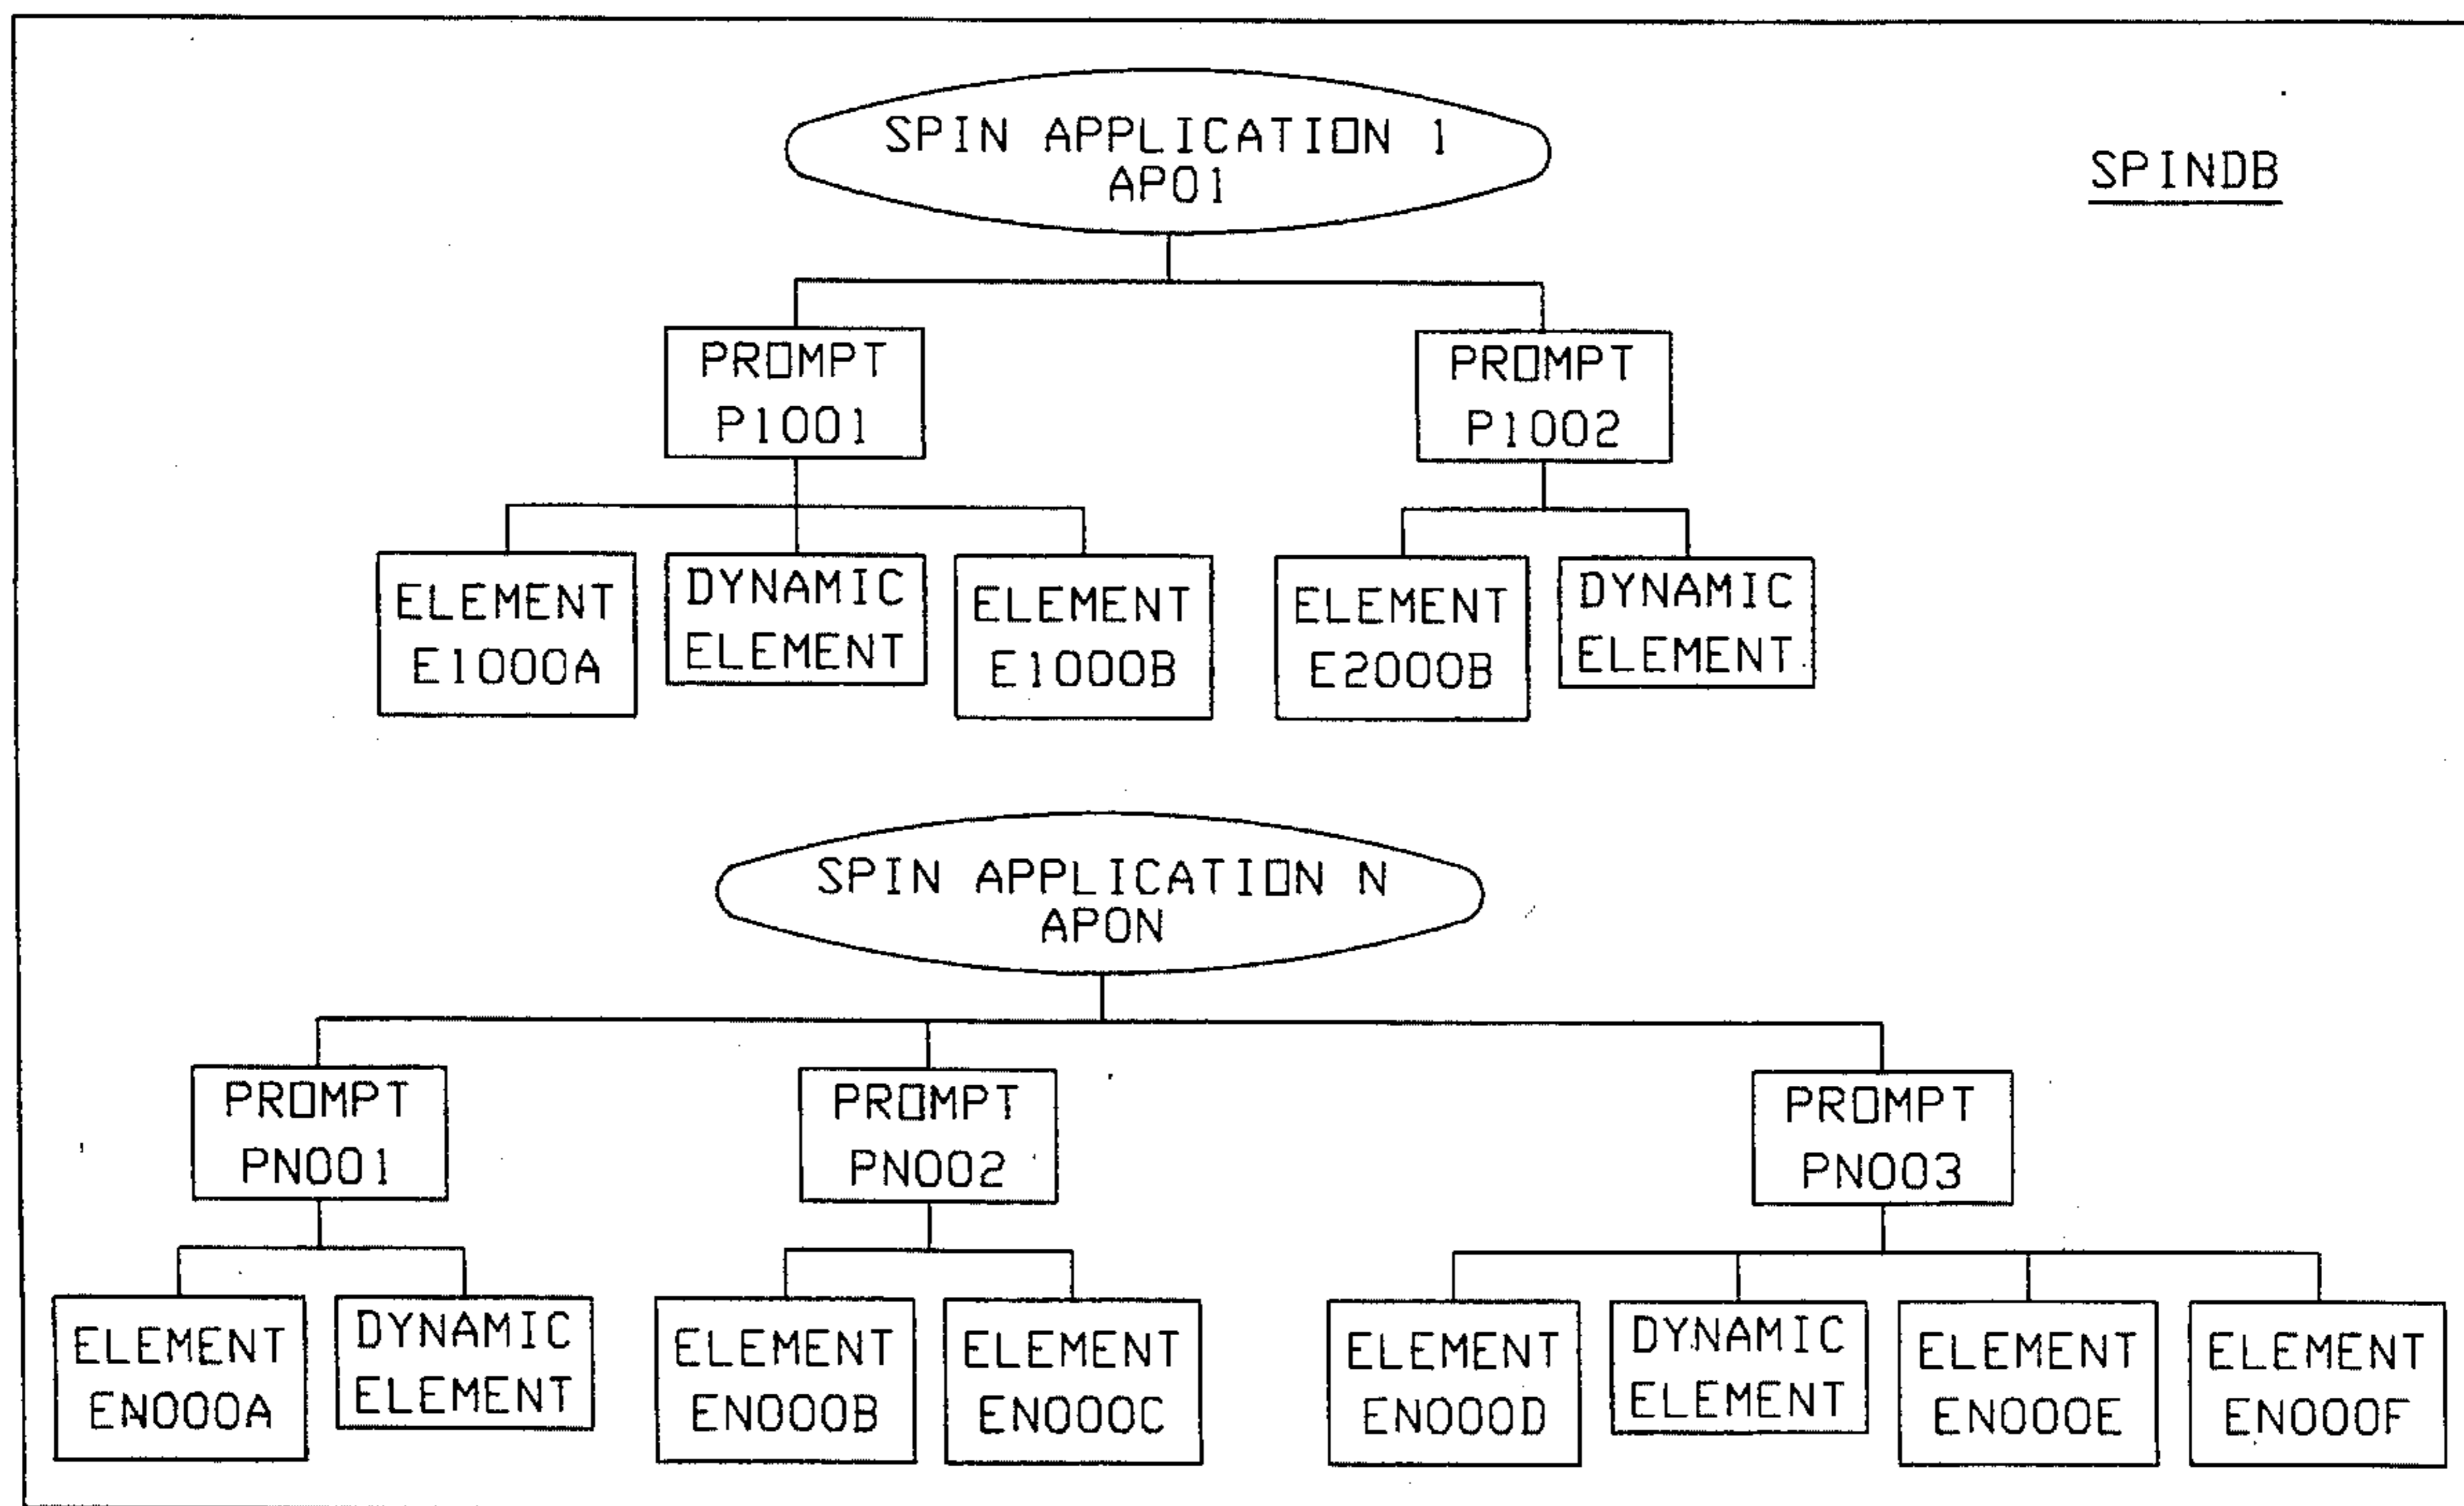 SPIN APPLICATION 1
AP01
SPINDB
PROMPT
P1001
PROMPT
P1002
ELEMENT
E1000A
DYNAMIC
ELEMENT
ELEMENT
E1000B
ELEMENT
E2000B
DYNAMIC
ELEMENT
SPIN APPLICATION N
AP0N
PROMPT
PN001
PROMPT
PN002
PROMPT
PN003
ELEMENT
EN000A
DYNAMIC
ELEMENT
ELEMENT
EN000B
ELEMENT
EN000C
ELEMENT
EN000D
DYNAMIC
ELEMENT
ELEMENT
EN000E
ELEMENT
EN000F